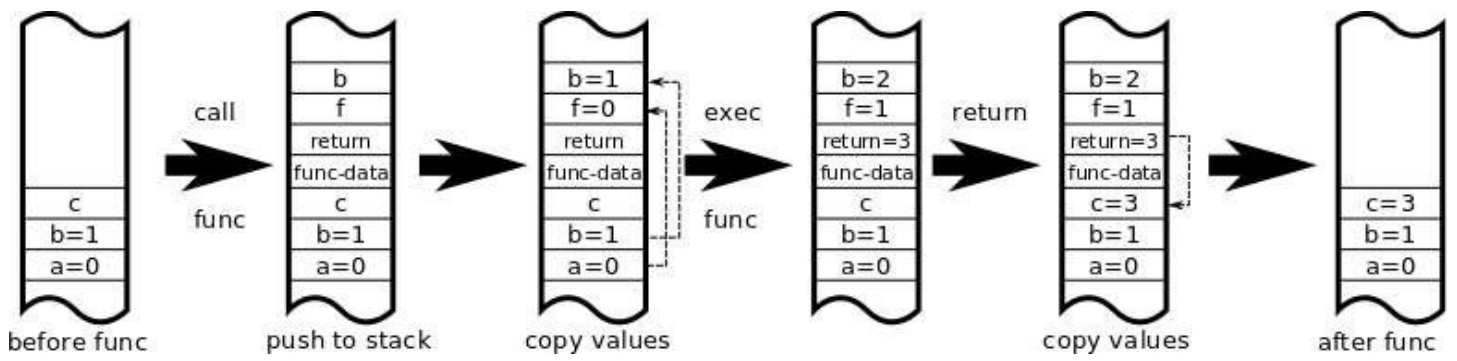 c
b=1
a=0
before func
call
func
b
f
return
func-data
c
b=1
a=0
push to stack
b=1
f=0
return
func-data
c
b=1
a=0
copy values
exec
func
b=2
f=1
return=3
func-data
c
b=1
a=0
return
b=2
f=1
return=3
func-data
c=3
b=1
a=0
copy values
c=3
b=1
a=0
after func